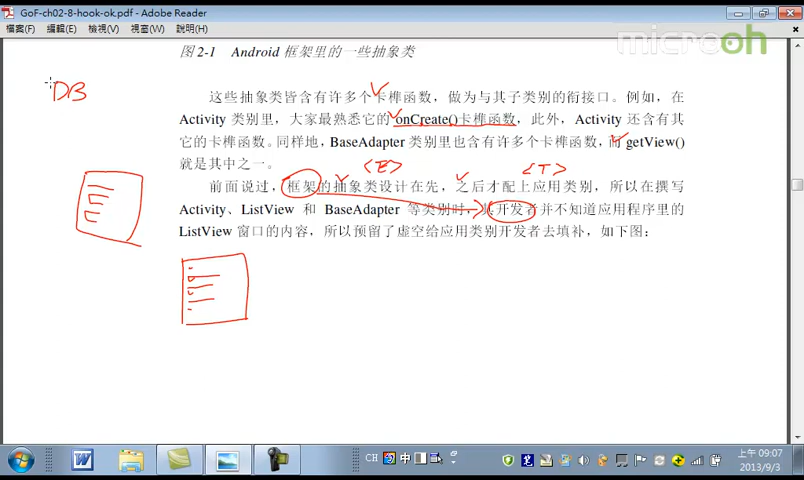 GoF-ch02-8-hook-ok.pdf - Adobe Reader
檔案(F) 編輯(E) 檢視(V) 視窗(W) 說明(H)
microoh
图 2-1 Android 框架里的一些抽象类
DB
这些抽象类皆含有许多个卡榫函数，做为与其子类别的衔接口。例如，在
Activity 类别里，大家最熟悉它的 onCreate()卡榫函数，此外，Activity 还含有其
它的卡榫函数。同样地，BaseAdapter 类别里也含有许多个卡榫函数，而 getView()
就是其中之一。
<E> <T>
前面说过，框架的抽象类设计在先，之后才配上应用类别，所以在撰写
Activity、ListView 和 BaseAdapter 等类别时，其开发者并不知道应用程序里的
ListView 窗口的内容，所以预留了虚空给应用类别开发者去填补，如下图：
CH 中
上午 09:07
2013/9/3